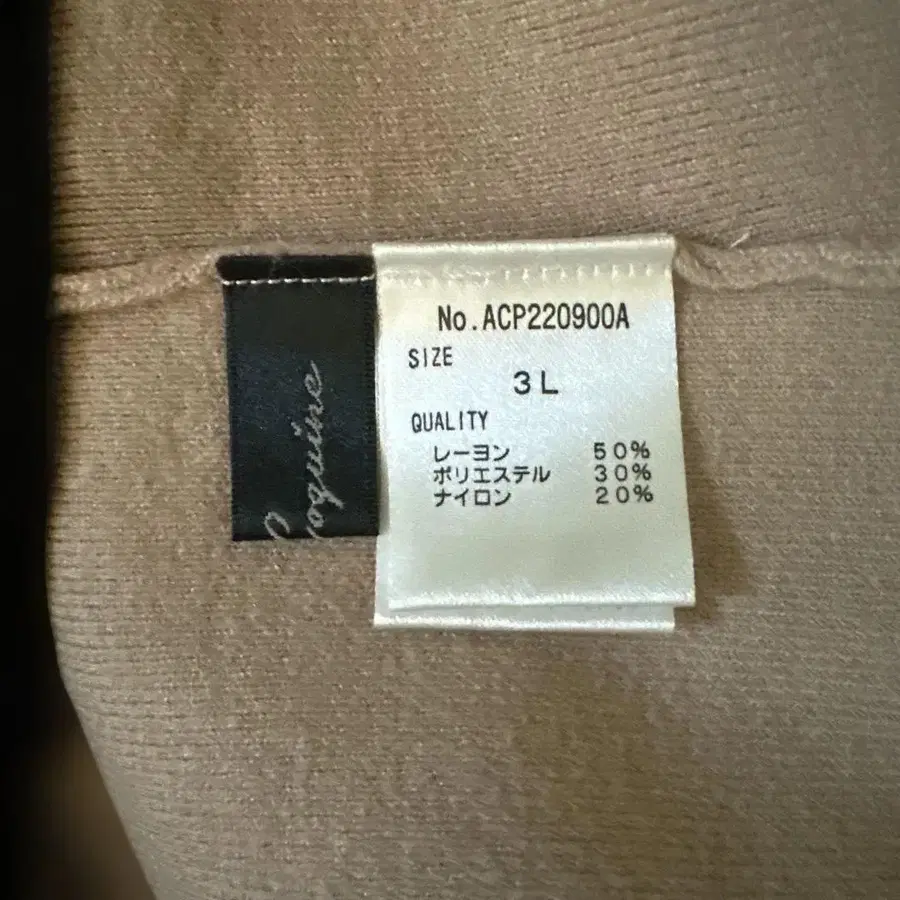 No.ACP220900A
SIZE
3L
QUALITY
レーヨン 50%
ポリエステル 30%
ナイロン 20%